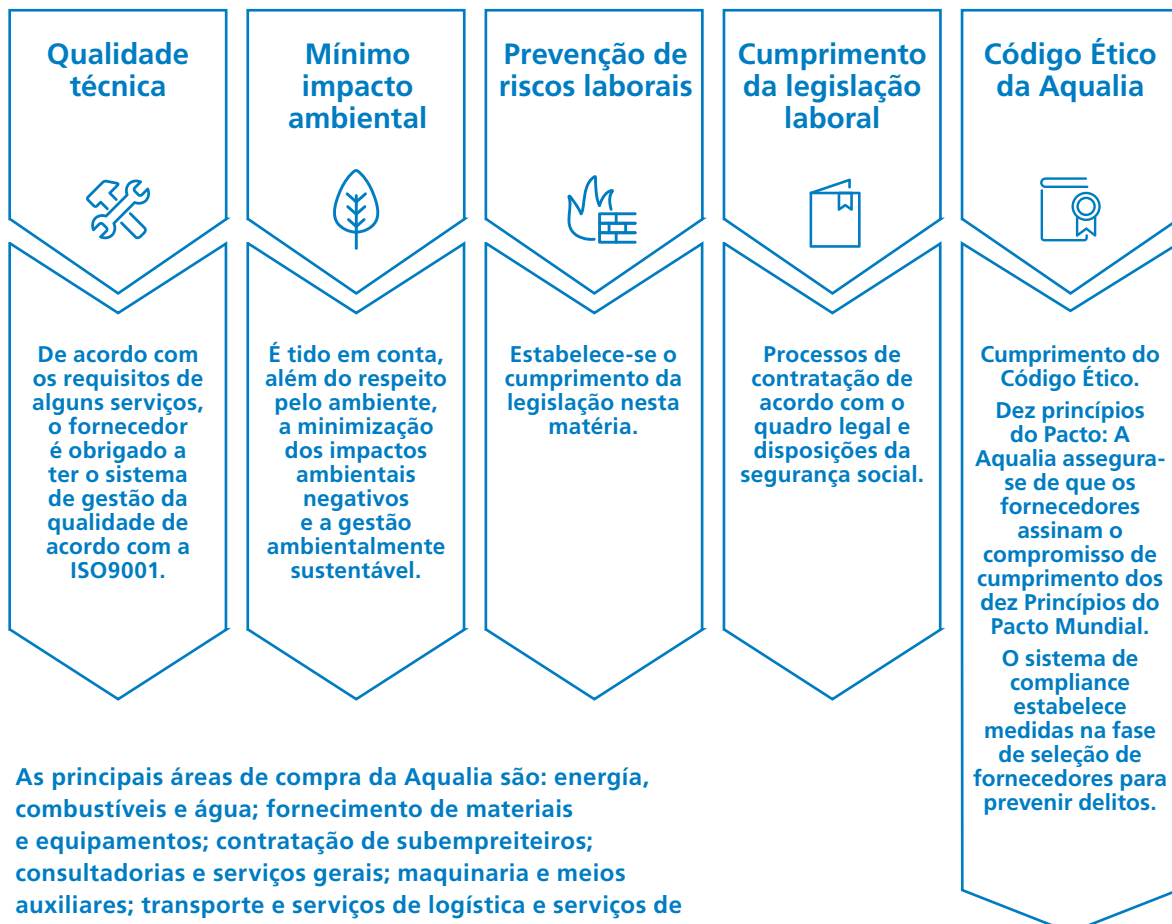 Qualidade
técnica
De acordo com
os requisitos de
alguns serviços,
o fornecedor
é obrigado a
ter o sistema
de gestão da
qualidade de
acordo com a
ISO9001.
Mínimo
impacto
ambiental
É tido em conta,
além do respeito
pelo ambiente,
a minimização
dos impactos
ambientais
negativos
e a gestão
ambientalmente
sustentável.
Prevenção de
riscos laborais
Estabelece-se o
cumprimento da
legislação nesta
matéria.
Cumprimento
da legislação
laboral
Processos de
contratação de
acordo com o
quadro legal e
disposições da
segurança social.
Código Ético
da Aqualia
Cumprimento do
Código Ético.
Dez princípios
do Pacto: A
Aqualia assegura-
se de que os
fornecedores
assinam o
compromisso de
cumprimento dos
dez Princípios do
Pacto Mundial.
O sistema de
compliance
estabelece
medidas na fase
de seleção de
fornecedores para
prevenir delitos.
As principais áreas de compra da Aqualia são: energía,
combustíveis e água; fornecimento de materiais
e equipamentos; contratação de subempreiteiros;
consultadorias e serviços gerais; maquinaria e meios
auxiliares; transporte e serviços de logística e serviços de